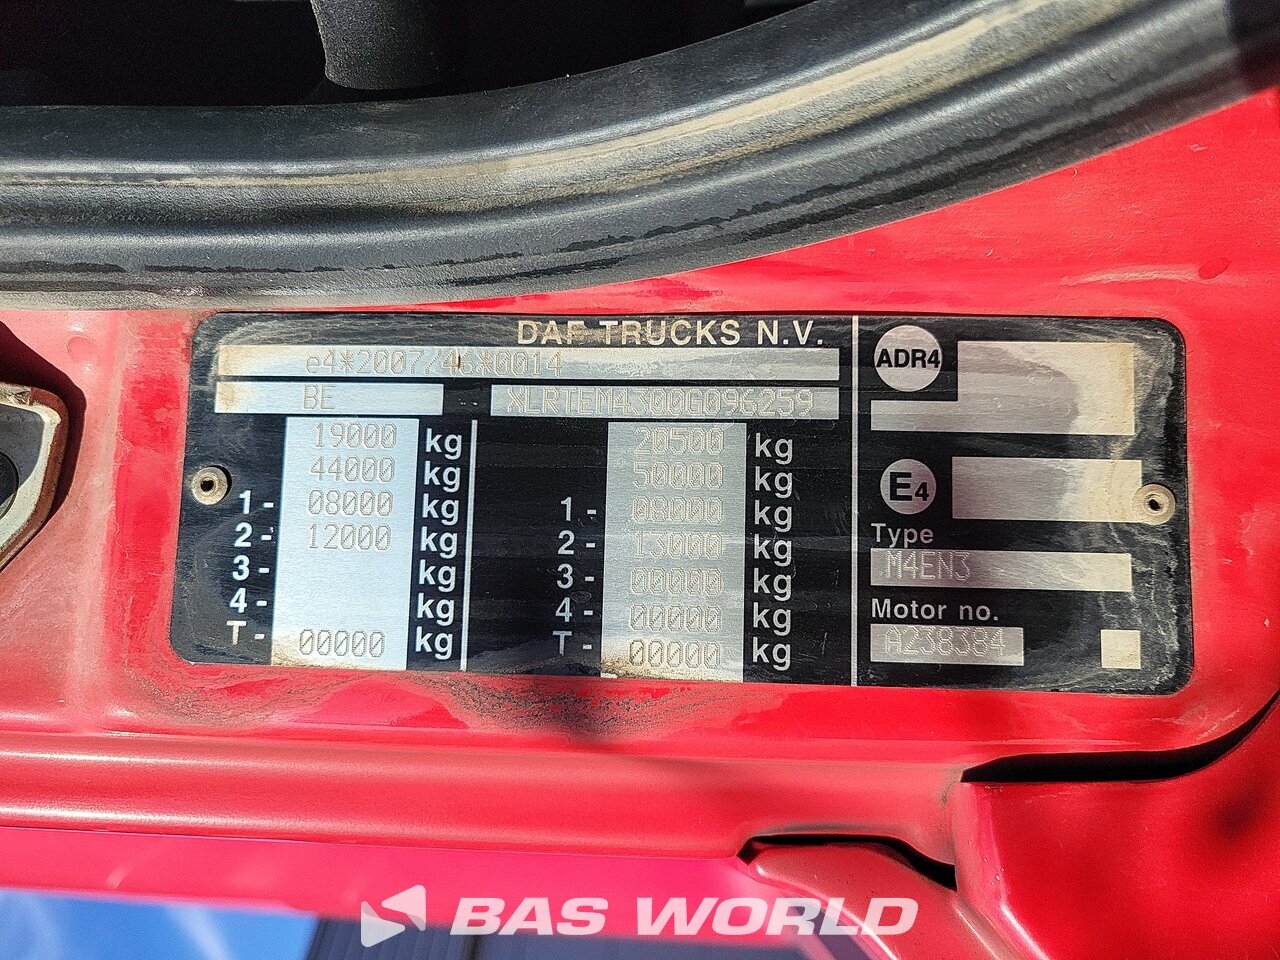 DAF TRUCKS N.V.
e4*2007/46*0014
BE XLRTEM4300G096259
19000 kg 20500 kg
44000 kg 50000 kg
1- 08000 kg 1- 08000 kg
2- 12000 kg 2- 13000 kg
3- kg 3- 00000 kg
4- kg 4- 00000 kg
T- 00000 kg T- 00000 kg
ADR4
E4
Type
M4EN3
Motor no.
A238384
BAS WORLD